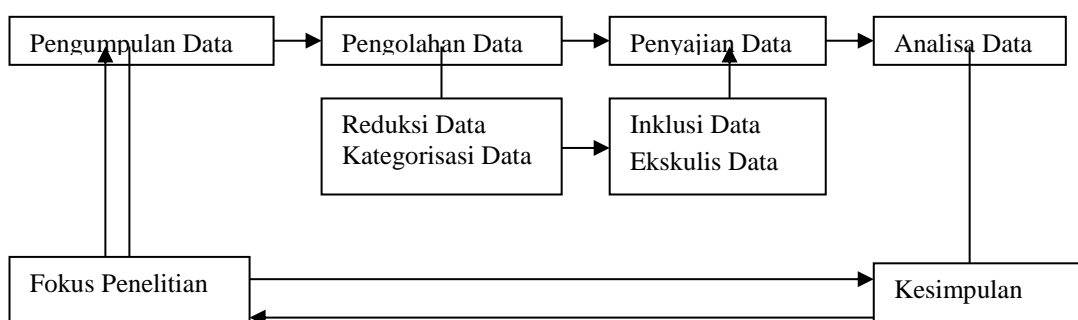 Pengumpulan Data
Pengolahan Data
Penyajian Data
Analisa Data
Reduksi Data
Kategorisasi Data
Inklusi Data
Ekskulis Data
Fokus Penelitian
Kesimpulan